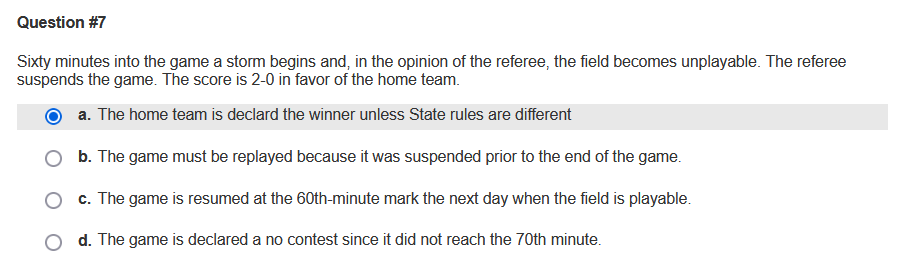 Question #7
Sixty minutes into the game a storm begins and, in the opinion of the referee, the field becomes unplayable. The referee
suspends the game. The score is 2-0 in favor of the home team.
a. The home team is declard the winner unless State rules are different
b. The game must be replayed because it was suspended prior to the end of the game.
c. The game is resumed at the 60th-minute mark the next day when the field is playable.
d. The game is declared a no contest since it did not reach the 70th minute.